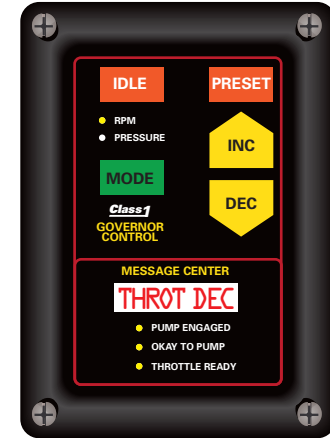 IDLE
PRESET
RPM
PRESSURE
INC
MODE
DEC
Class1
GOVERNOR
CONTROL
MESSAGE CENTER
THROT DEC
PUMP ENGAGED
OKAY TO PUMP
THROTTLE READY